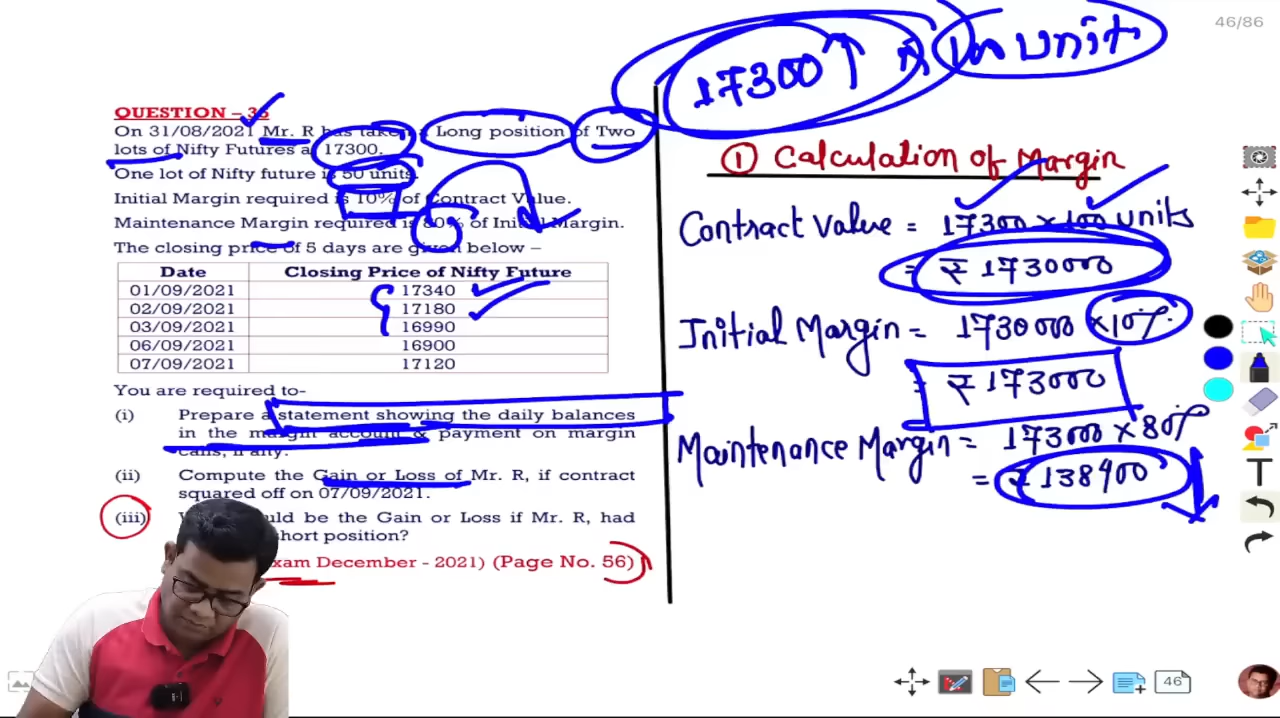 46/86
17300 100 Unit
QUESTION – 36
On 31/08/2021 Mr. R has taken a Long position of Two
lots of Nifty Futures at 17300.
One lot of Nifty future is 50 units.
Initial Margin required is 10% of Contract Value.
Maintenance Margin required is 80% of Initial Margin.
The closing price of 5 days are given below –
Date Closing Price of Nifty Future
01/09/2021 17340
02/09/2021 17180
03/09/2021 16990
06/09/2021 16900
07/09/2021 17120
You are required to-
(i) Prepare a statement showing the daily balances
in the margin account & payment on margin
calls, if any.
(ii) Compute the Gain or Loss of Mr. R, if contract
squared off on 07/09/2021.
(iii) be the Gain or Loss if Mr. R, had
short position?
December - 2021) (Page No. 56)
① Calculation of Margin
Contract Value = 17300 × 100 units
= ₹ 1730000
Initial Margin = 1730000 × 10%
= ₹ 173000
Maintenance Margin = 173000 × 80%
= ₹ 138400
T
46